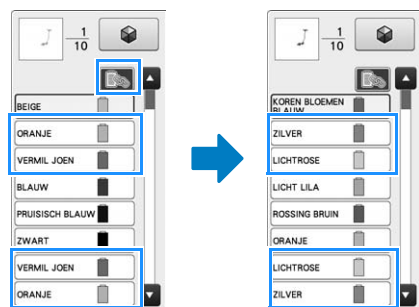 1
10
BEIGE
ORANJE
VERMIL JOEN
BLAUW
PRUISISCH BLAUW
ZWART
VERMIL JOEN
ORANJE
1
10
KOREN BLOEMEN
BLAUW
ZILVER
LICHTROSE
LICHT LILA
ROSSING BRUIN
ORANJE
LICHTROSE
ZILVER